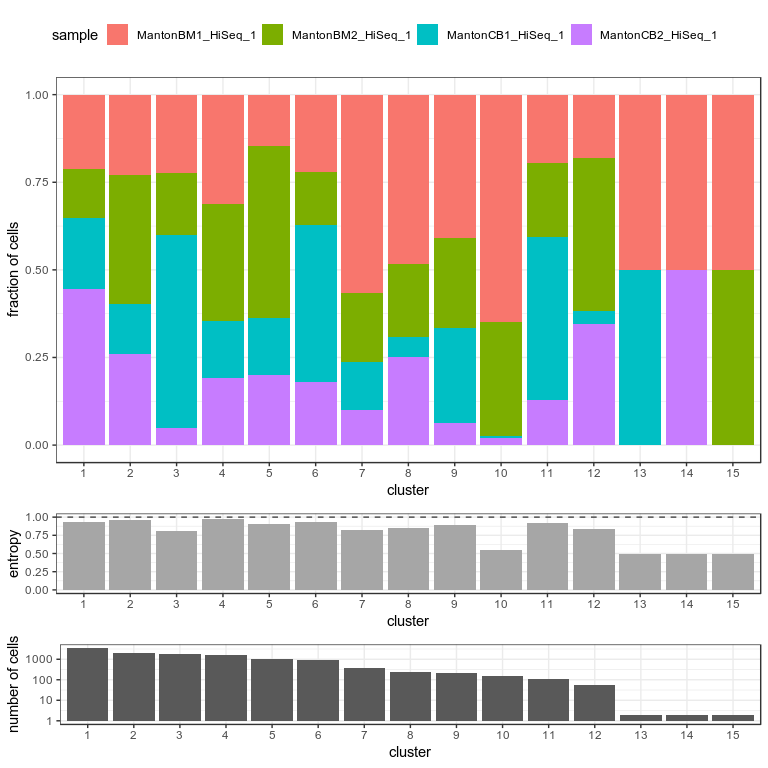 sample MantonBM1_HiSeq_1 MantonBM2_HiSeq_1 MantonCB1_HiSeq_1 MantonCB2_HiSeq_1
1.00
0.75
0.50
0.25
0.00
fraction of cells
1 2 3 4 5 6 7 8 9 10 11 12 13 14 15
cluster
1.00
0.75
0.50
0.25
0.00
entropy
1 2 3 4 5 6 7 8 9 10 11 12 13 14 15
cluster
1000
100
10
1
number of cells
1 2 3 4 5 6 7 8 9 10 11 12 13 14 15
cluster